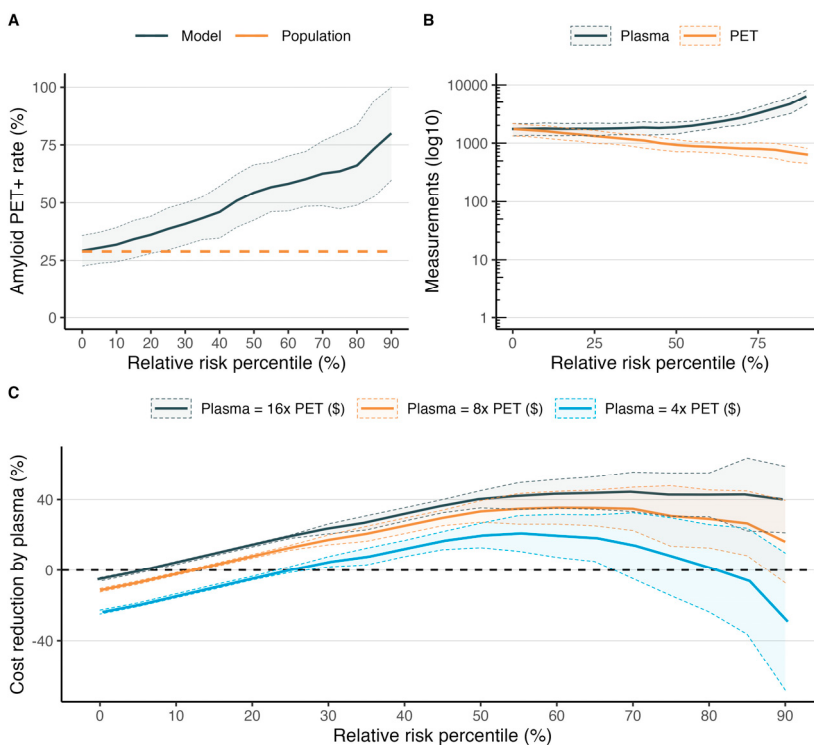 A
Model Population
Amyloid PET+ rate (%)
100
75
50
25
0
0 10 20 30 40 50 60 70 80 90
Relative risk percentile (%)
B
Plasma PET
Measurements (log10)
10000
1000
100
10
1
0 25 50 75
Relative risk percentile (%)
C
Plasma = 16x PET ($) Plasma = 8x PET ($) Plasma = 4x PET ($)
Cost reduction by plasma (%)
40
0
-40
0 10 20 30 40 50 60 70 80 90
Relative risk percentile (%)